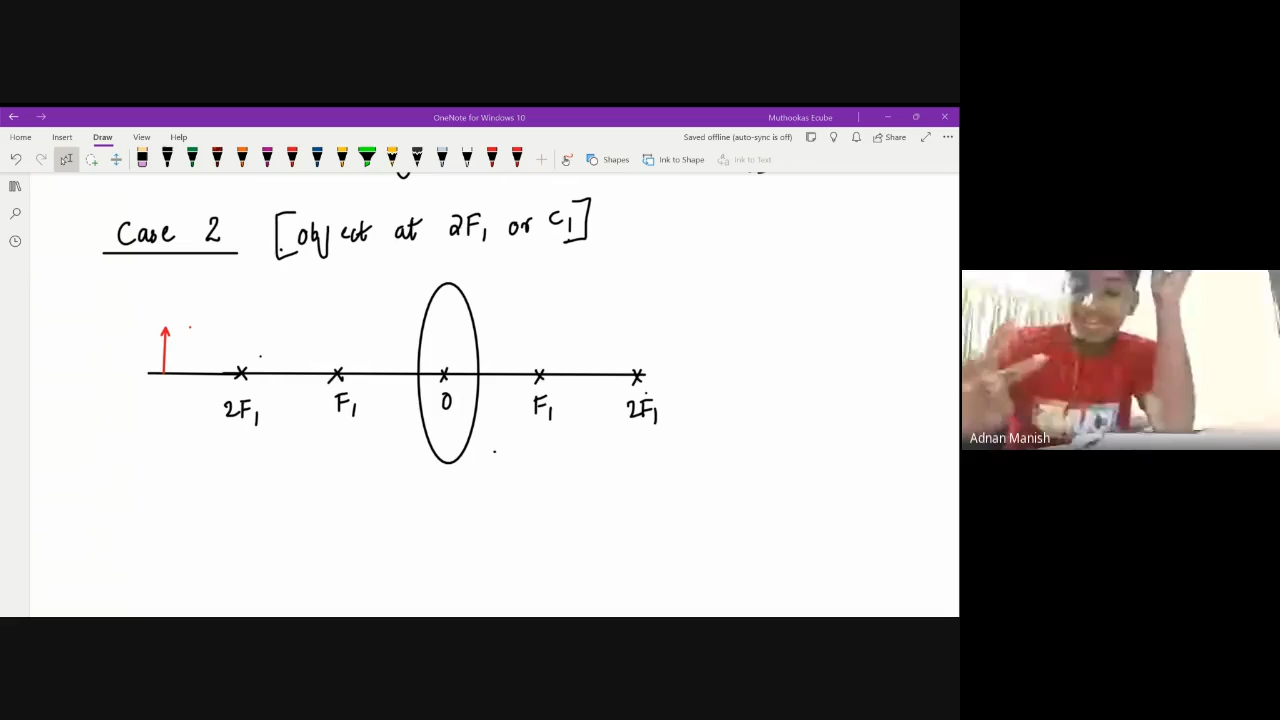 OneNote for Windows 10
Muthookas Ecube
Home Insert Draw View Help
Saved offline (auto-sync is off) Share
Shapes Ink to Shape Ink to Text
Case 2 [object at 2F₁ or C₁]
2F₁ F₁ O F₁ 2F₁
Adnan Manish